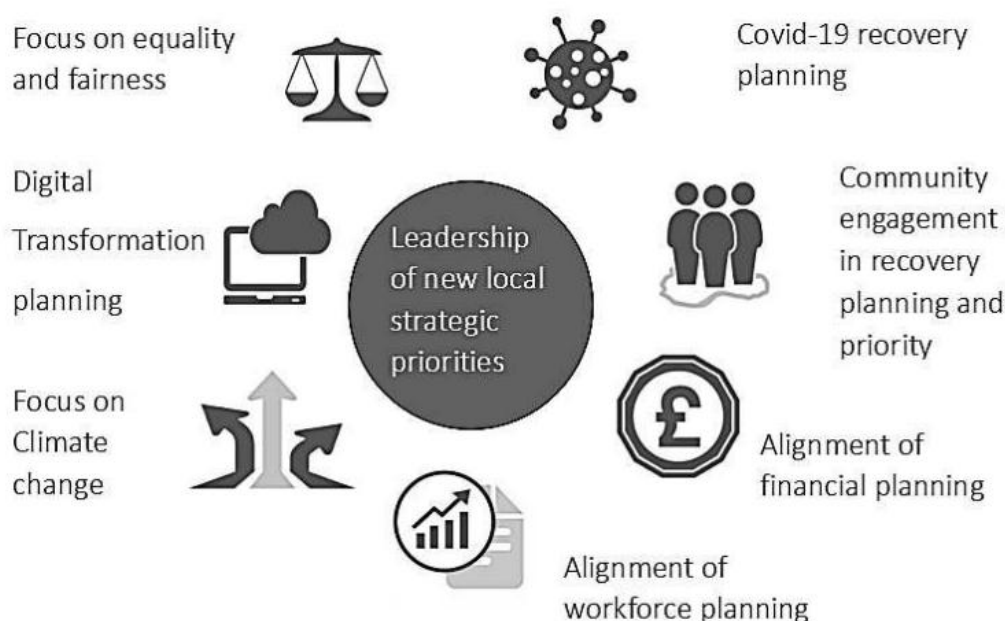 Focus on equality
and fairness
Covid-19 recovery
planning
Digital
Transformation
planning
Leadership
of new local
strategic
priorities
Community
engagement
in recovery
planning and
priority
Focus on
Climate
change
£
Alignment of
financial planning
Alignment of
workforce planning